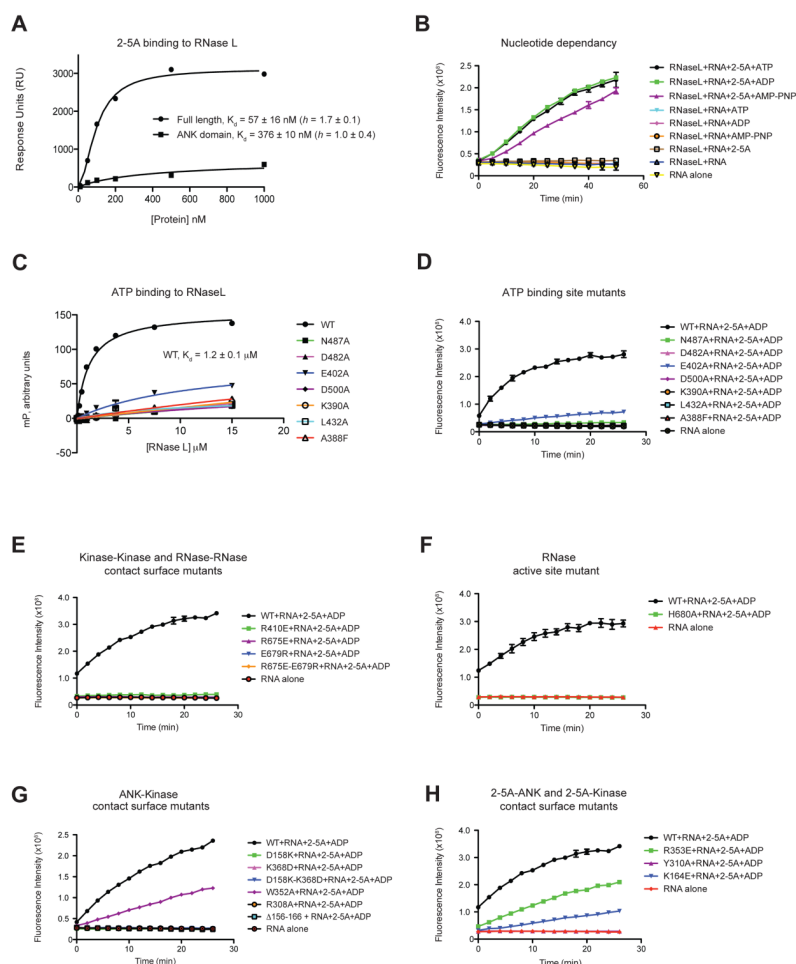 A
2-5A binding to RNase L
Response Units (RU)
3000
2000
1000
0
Full length, Kd = 57 ± 16 nM (h = 1.7 ± 0.1)
ANK domain, Kd = 376 ± 10 nM (h = 1.0 ± 0.4)
0 200 400 600 800 1000
[Protein] nM
B
Nucleotide dependancy
Fluorescence Intensity (x10⁶)
2.5
2.0
1.5
1.0
0.5
0
0 20 40 60
Time (min)
RNaseL+RNA+2-5A+ATP
RNaseL+RNA+2-5A+ADP
RNaseL+RNA+2-5A+AMP-PNP
RNaseL+RNA+ATP
RNaseL+RNA+ADP
RNaseL+RNA+AMP-PNP
RNaseL+RNA+2-5A
RNaseL+RNA
RNA alone
C
ATP binding to RNaseL
mP, arbitrary units
150
100
50
0
-50
WT, Kd = 1.2 ± 0.1 µM
5 10 15 20
[RNase L] µM
WT
N487A
D482A
E402A
D500A
K390A
L432A
A388F
D
ATP binding site mutants
Fluorescence Intensity (x10⁶)
4.0
3.0
2.0
1.0
0
0 10 20 30
Time (min)
WT+RNA+2-5A+ADP
N487A+RNA+2-5A+ADP
D482A+RNA+2-5A+ADP
E402A+RNA+2-5A+ADP
D500A+RNA+2-5A+ADP
K390A+RNA+2-5A+ADP
L432A+RNA+2-5A+ADP
A388F+RNA+2-5A+ADP
RNA alone
E
Kinase-Kinase and RNase-RNase
contact surface mutants
Fluorescence Intensity (x10⁶)
4.0
3.0
2.0
1.0
0
0 10 20 30
Time (min)
WT+RNA+2-5A+ADP
R410E+RNA+2-5A+ADP
R675E+RNA+2-5A+ADP
E679R+RNA+2-5A+ADP
R675E-E679R+RNA+2-5A+ADP
RNA alone
F
RNase
active site mutant
Fluorescence Intensity (x10⁶)
4.0
3.0
2.0
1.0
0
0 10 20 30
Time (min)
WT+RNA+2-5A+ADP
H680A+RNA+2-5A+ADP
RNA alone
G
ANK-Kinase
contact surface mutants
Fluorescence Intensity (x10⁶)
2.5
2.0
1.5
1.0
0.5
0
0 10 20 30
Time (min)
WT+RNA+2-5A+ADP
D158K+RNA+2-5A+ADP
K368D+RNA+2-5A+ADP
D158K-K368D+RNA+2-5A+ADP
W352A+RNA+2-5A+ADP
R308A+RNA+2-5A+ADP
Δ156-166 + RNA+2-5A+ADP
RNA alone
H
2-5A-ANK and 2-5A-Kinase
contact surface mutants
Fluorescence Intensity (x10⁶)
4.0
3.0
2.0
1.0
0
0 10 20 30
Time (min)
WT+RNA+2-5A+ADP
R353E+RNA+2-5A+ADP
Y310A+RNA+2-5A+ADP
K164E+RNA+2-5A+ADP
RNA alone